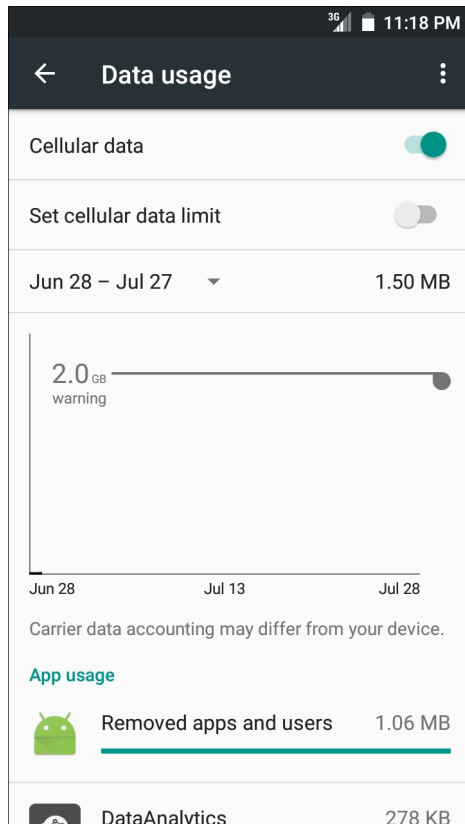 3G 11:18 PM
Data usage
Cellular data
Set cellular data limit
Jun 28 – Jul 27 1.50 MB
2.0 GB
warning
Jun 28 Jul 13 Jul 28
Carrier data accounting may differ from your device.
App usage
Removed apps and users 1.06 MB
DataAnalytics 278 KB